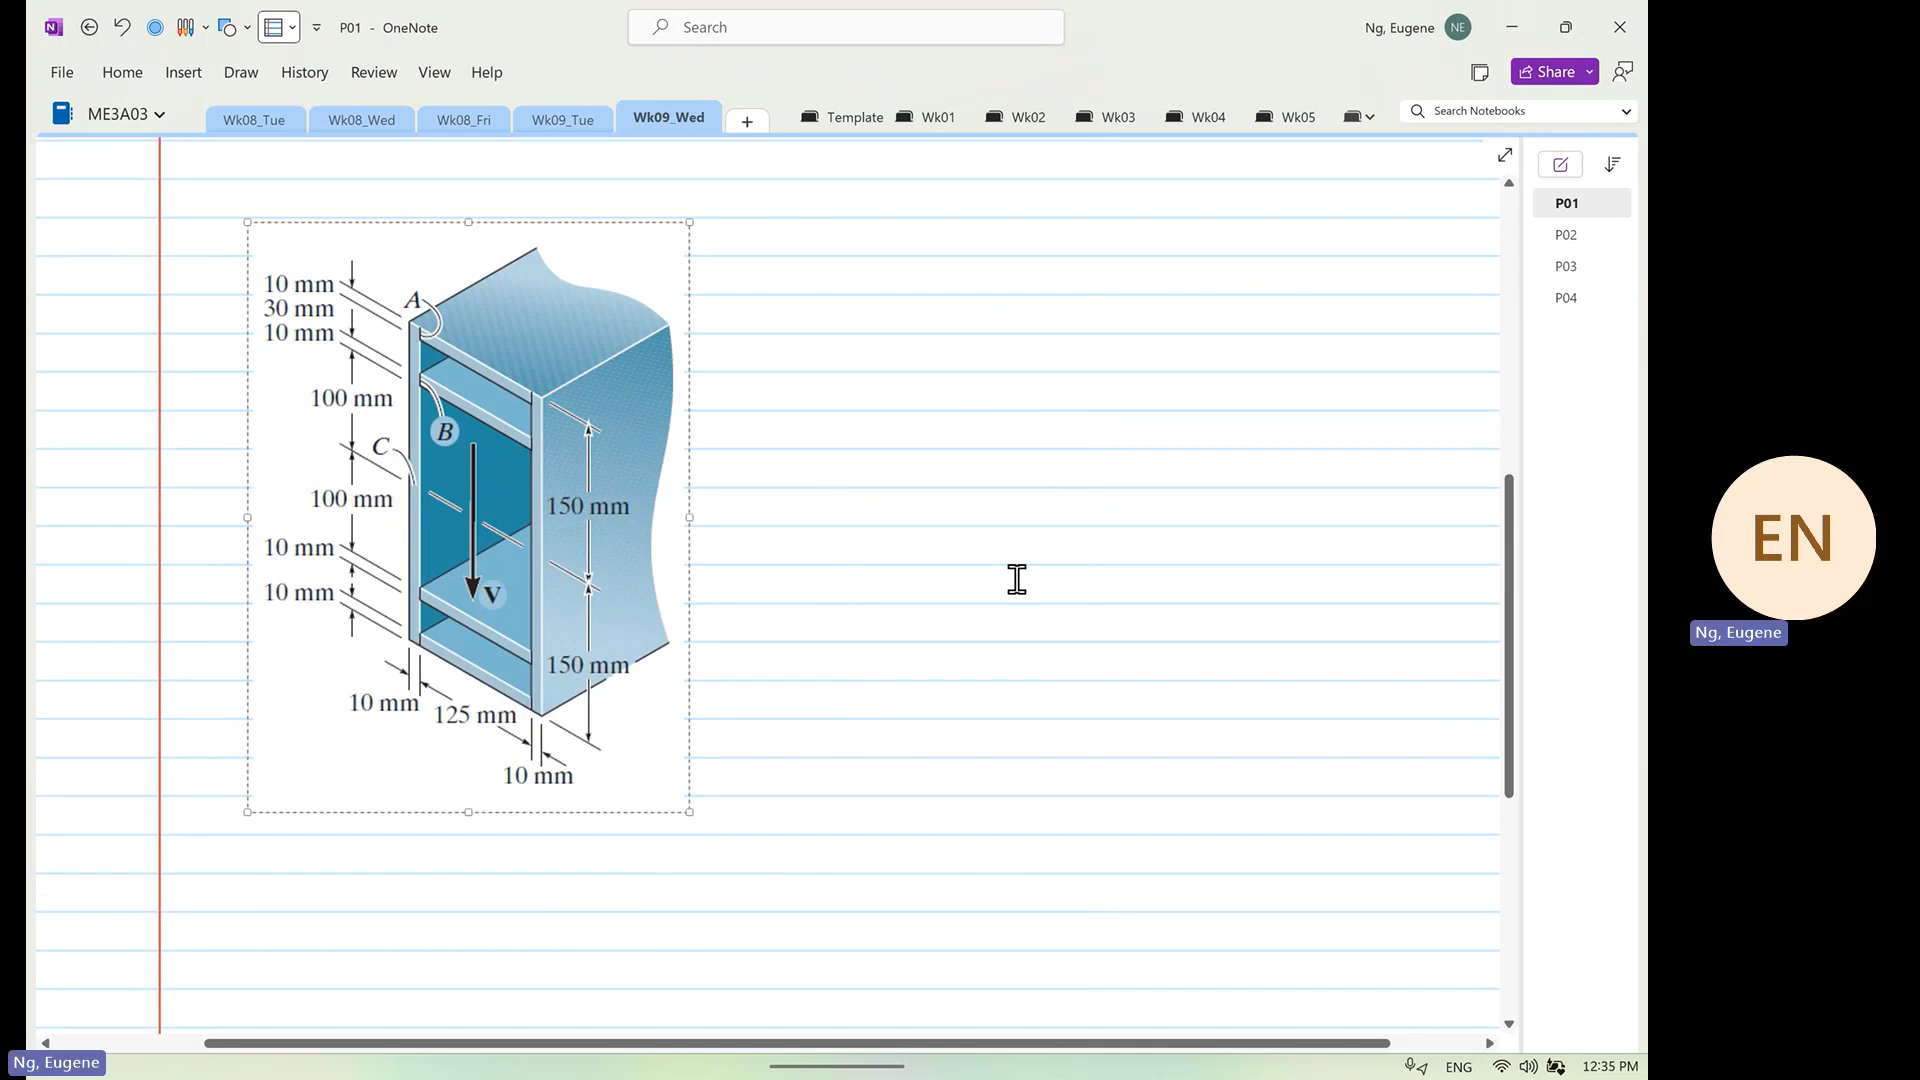 P01 - OneNote
Search
Ng, Eugene
NE
File
Home
Insert
Draw
History
Review
View
Help
Share
ME3A03
Wk08_Tue
Wk08_Wed
Wk08_Fri
Wk09_Tue
Wk09_Wed
+
Template
Wk01
Wk02
Wk03
Wk04
Wk05
Search Notebooks
P01
P02
P03
P04
10 mm
30 mm
10 mm
A
100 mm
B
C
100 mm
150 mm
10 mm
10 mm
V
150 mm
10 mm
125 mm
10 mm
EN
Ng, Eugene
Ng, Eugene
ENG
12:35 PM